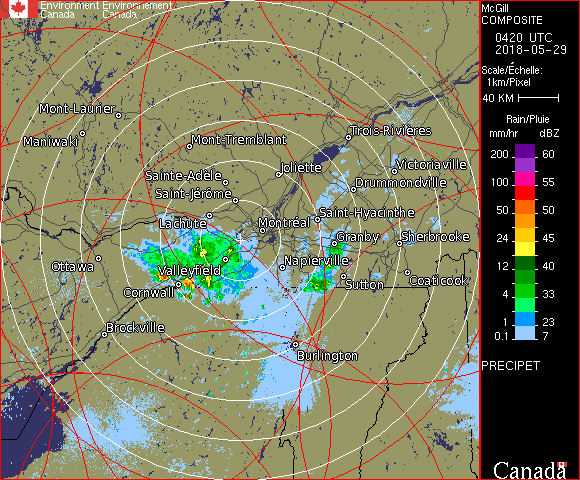 Environment Environnement
Canada Canada
McGill
COMPOSITE
0420 UTC
2018-05-29
Scale/Échelle:
1km/Pixel
40 KM
Rain/Pluie
mm/hr dBZ
200 60
150 55
100 55
50 50
24 45
12 40
4 33
1 23
0.1 7
PRECIPET
Canada
Mont-Laurier
Maniwaki
Mont-Tremblant
Trois-Rivières
Sainte-Adèle
Joliette
Victoriaville
Saint-Jérôme
Drummondville
Lachute
Montréal
Saint-Hyacinthe
Granby
Sherbrooke
Ottawa
Valleyfield
Napierville
Cornwall
Sutton
Coaticook
Brockville
Burlington